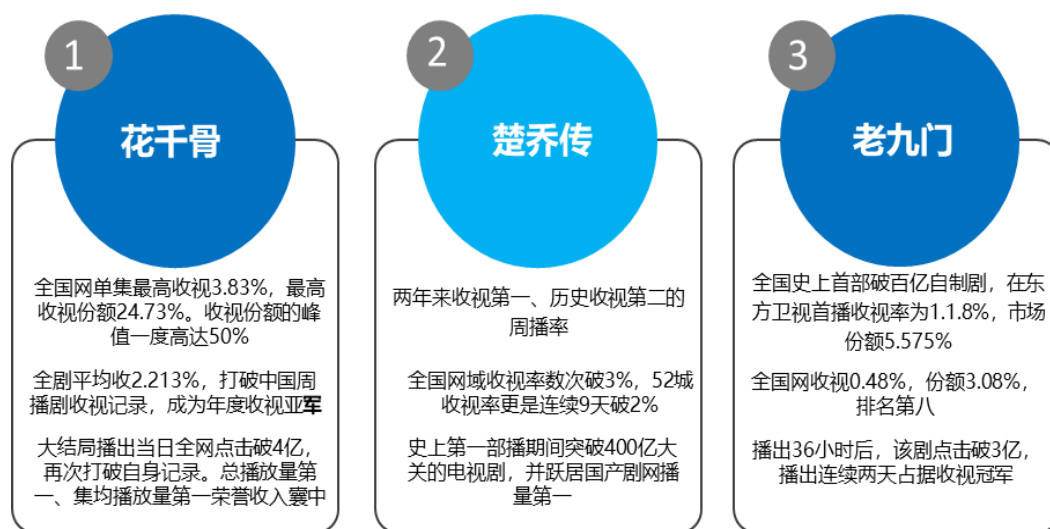 1
花千骨
全国网单集最高收视3.83%，最高
收视份额24.73%。收视份额的峰
值一度高达50%
全剧平均收2.213%，打破中国周
播剧收视记录，成为年度收视亚军
大结局播出当日全网点击破4亿，
再次打破自身记录。总播放量第
一、集均播放量第一荣誉收入囊中
2
楚乔传
两年来收视第一、历史收视第二的
周播率
全国网域收视率数次破3%，52城
收视率更是连续9天破2%
史上第一部播期间突破400亿大
关的电视剧，并跃居国产剧网播
量第一
3
老九门
全国史上首部破百亿自制剧，在东
方卫视首播收视率为1.1.8%，市场
份额5.575%
全国网收视0.48%，份额3.08%，
排名第八
播出36小时后，该剧点击破3亿，
播出连续两天占据收视冠军